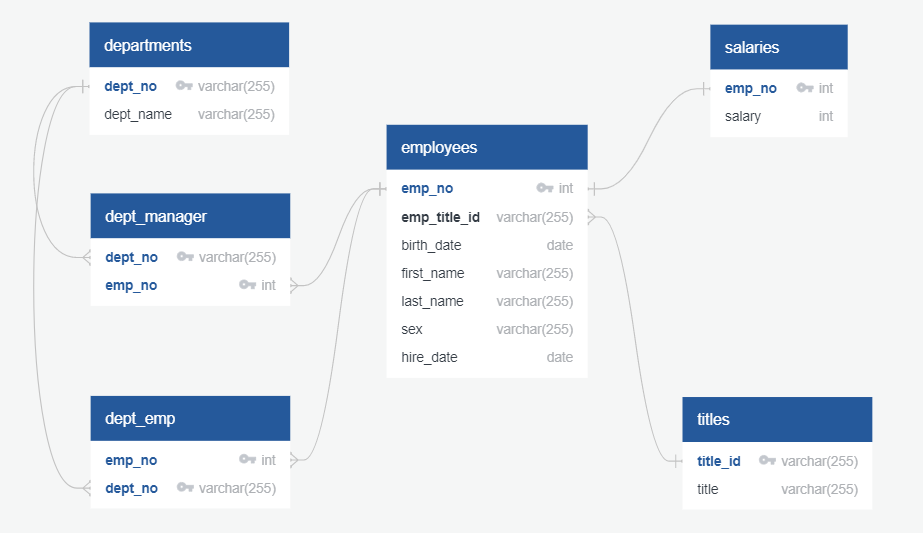 departments
dept_no varchar(255)
dept_name varchar(255)
dept_manager
dept_no varchar(255)
emp_no int
dept_emp
emp_no int
dept_no varchar(255)
employees
emp_no int
emp_title_id varchar(255)
birth_date date
first_name varchar(255)
last_name varchar(255)
sex varchar(255)
hire_date date
salaries
emp_no int
salary int
titles
title_id varchar(255)
title varchar(255)